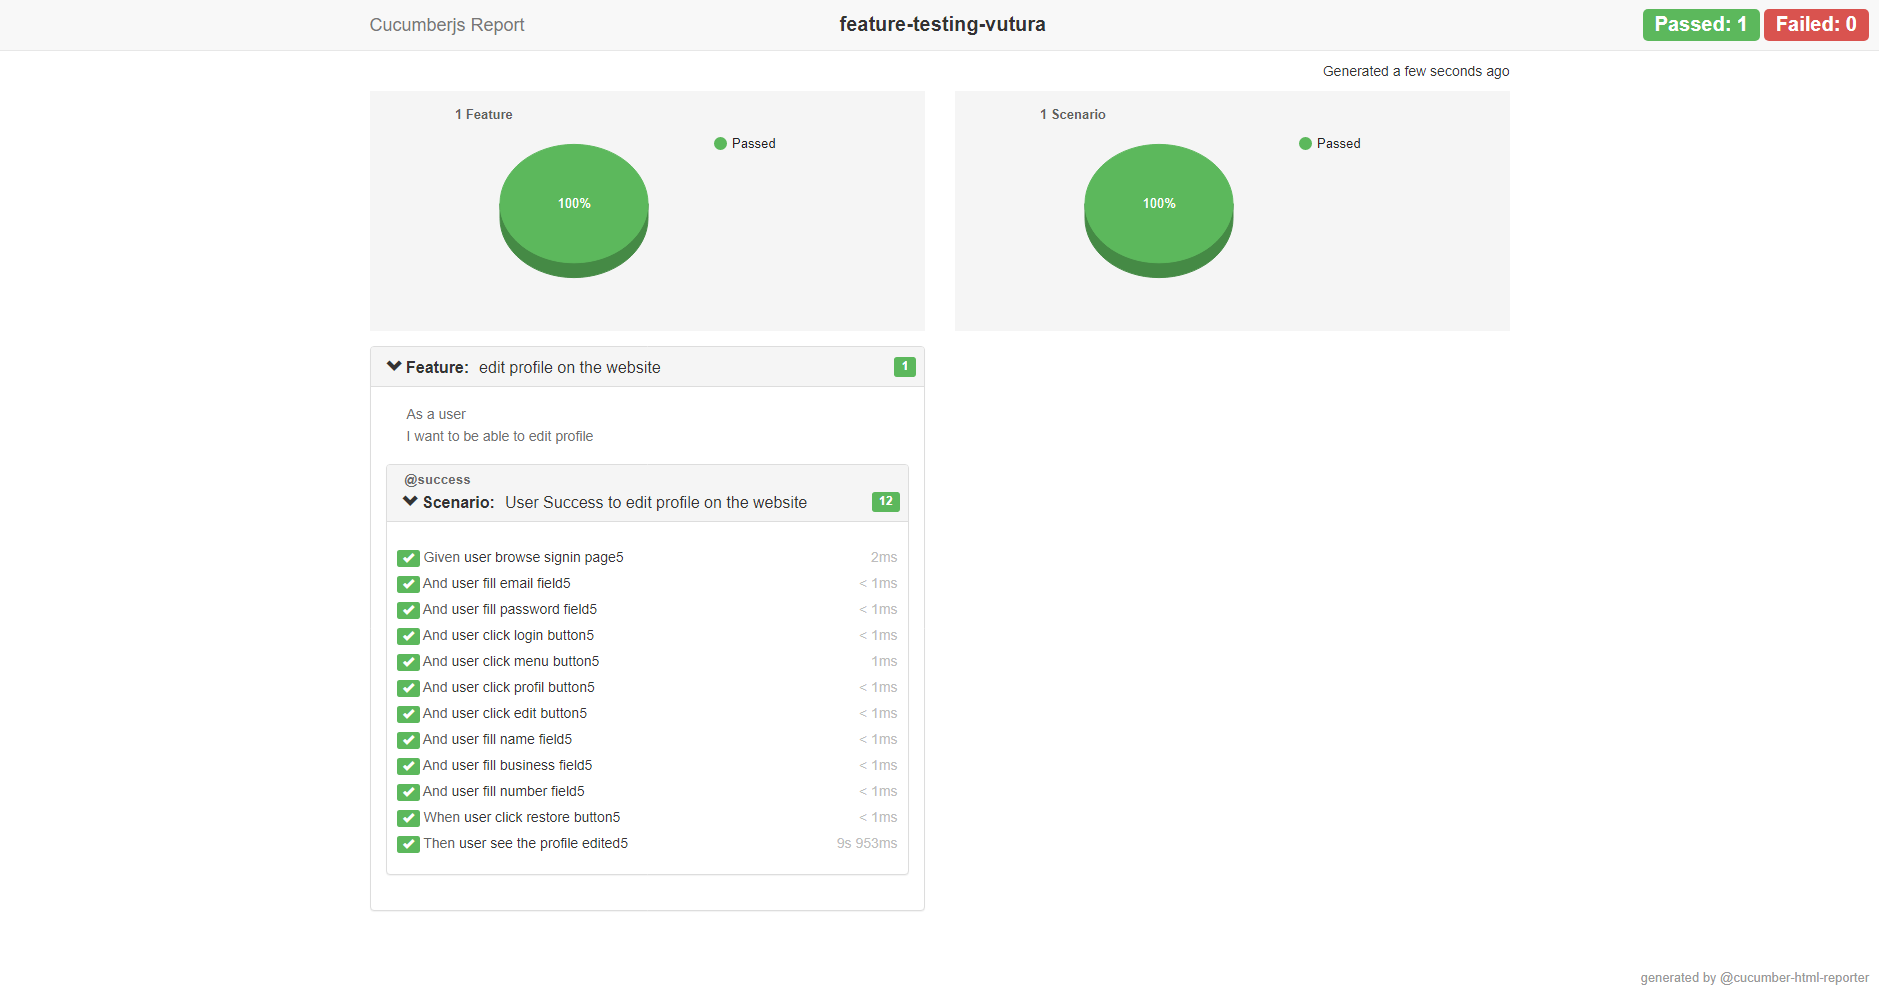 Cucumberjs Report
feature-testing-vutura
Passed: 1
Failed: 0
Generated a few seconds ago
1 Feature
Passed
100%
1 Scenario
Passed
100%
Feature: edit profile on the website
1
As a user
I want to be able to edit profile
@success
Scenario: User Success to edit profile on the website
12
Given user browse signin page5 2ms
And user fill email field5 < 1ms
And user fill password field5 < 1ms
And user click login button5 < 1ms
And user click menu button5 1ms
And user click profil button5 < 1ms
And user click edit button5 < 1ms
And user fill name field5 < 1ms
And user fill business field5 < 1ms
And user fill number field5 < 1ms
When user click restore button5 < 1ms
Then user see the profile edited5 9s 953ms
generated by @cucumber-html-reporter